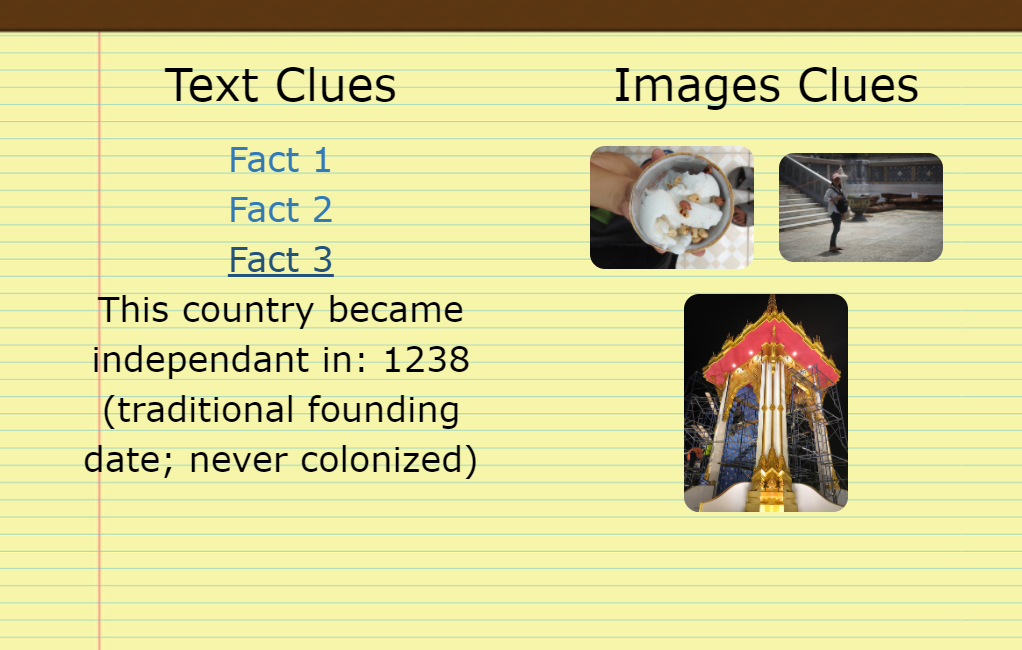 Text Clues
Images Clues
Fact 1
Fact 2
Fact 3
This country became
independant in: 1238
(traditional founding
date; never colonized)